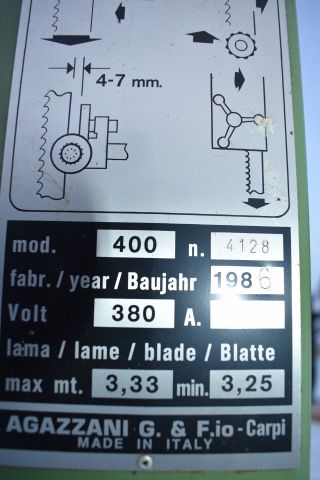 4-7 mm.
mod. 400 n. 4128
fabr. / year / Baujahr 1986
Volt 380 A.
lama / lame / blade / Blatte
max mt. 3,33 min. 3,25
AGAZZANI G. & F.io - Carpi
MADE IN ITALY